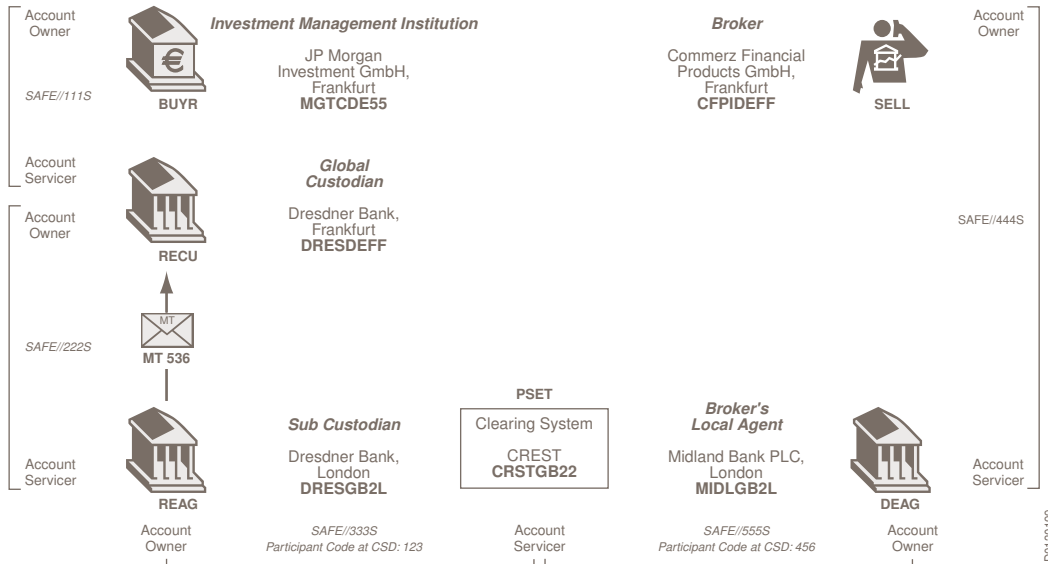 Account
Owner
Investment Management Institution
Broker
Account
Owner
JP Morgan
Investment GmbH,
Frankfurt
MGTCDE55
Commerz Financial
Products GmbH,
Frankfurt
CFPIDEFF
€
SAFE//111S
BUYR
SELL
Account
Servicer
Global
Custodian
Account
Owner
Dresdner Bank,
Frankfurt
DRESDEFF
SAFE//444S
RECU
MT
SAFE//222S
MT 536
PSET
Sub Custodian
Clearing System
Broker's
Local Agent
Account
Servicer
Dresdner Bank,
London
DRESGB2L
CREST
CRSTGB22
Midland Bank PLC,
London
MIDLGB2L
Account
Servicer
REAG
DEAG
Account
Owner
SAFE//333S
Participant Code at CSD: 123
Account
Servicer
SAFE//555S
Participant Code at CSD: 456
Account
Owner